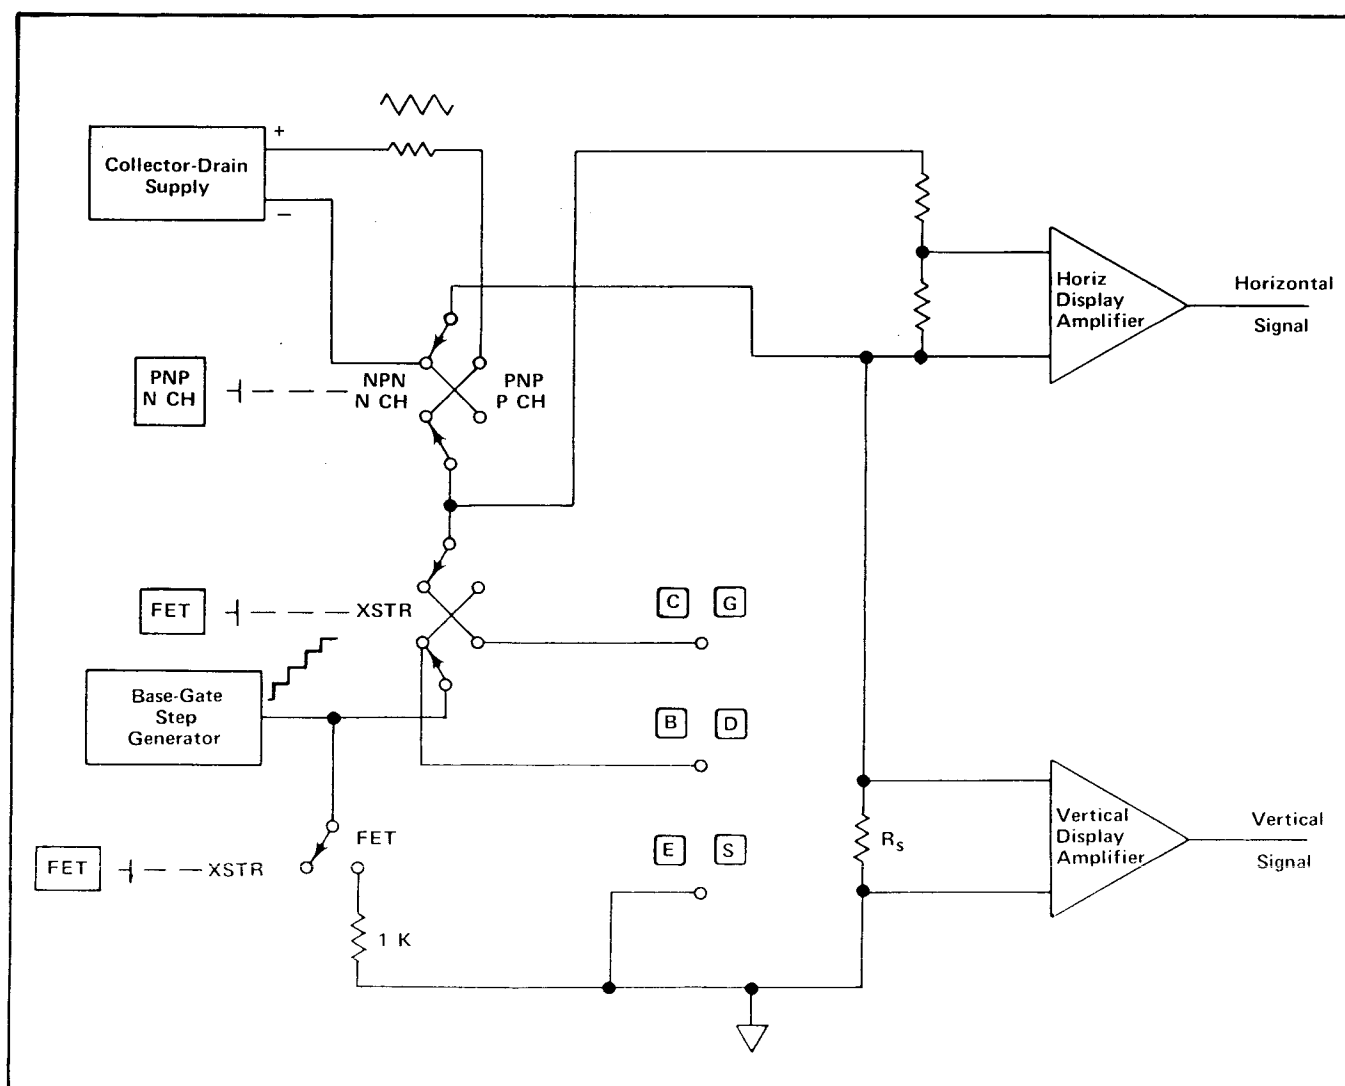 +
Collector-Drain
Supply
−
Horiz
Display
Amplifier
Horizontal
Signal
PNP
N CH
NPN
N CH
PNP
P CH
FET
XSTR
C
G
Base-Gate
Step
Generator
B
D
FET
XSTR
FET
E
S
Rs
Vertical
Display
Amplifier
Vertical
Signal
1 K